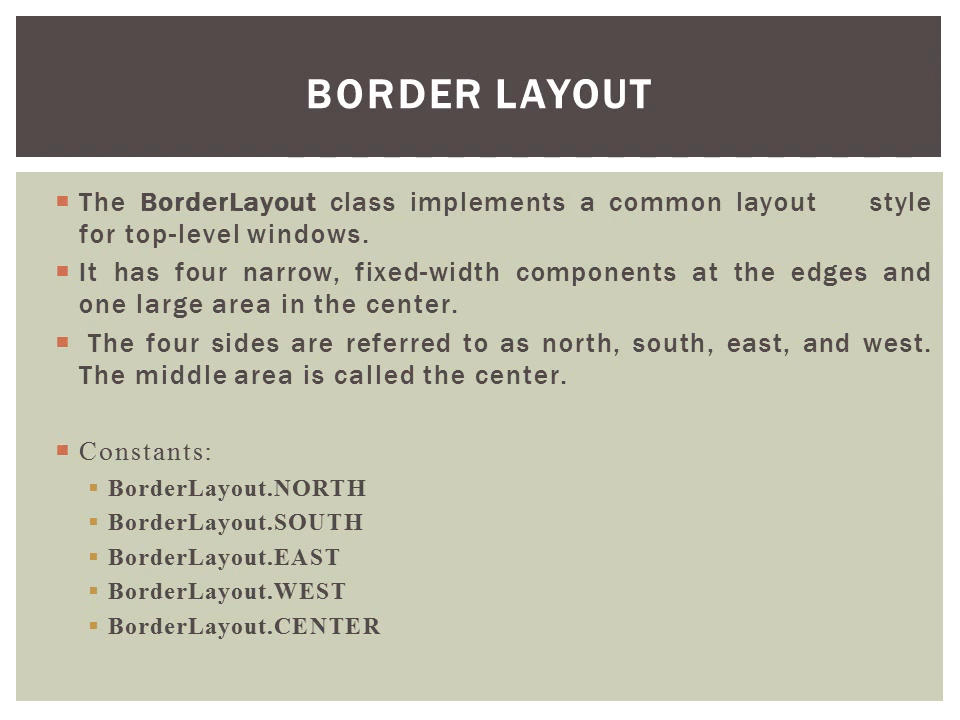 BORDER LAYOUT
The BorderLayout class implements a common layout style
for top-level windows.
It has four narrow, fixed-width components at the edges and
one large area in the center.
The four sides are referred to as north, south, east, and west.
The middle area is called the center.
Constants:
BorderLayout.NORTH
BorderLayout.SOUTH
BorderLayout.EAST
BorderLayout.WEST
BorderLayout.CENTER